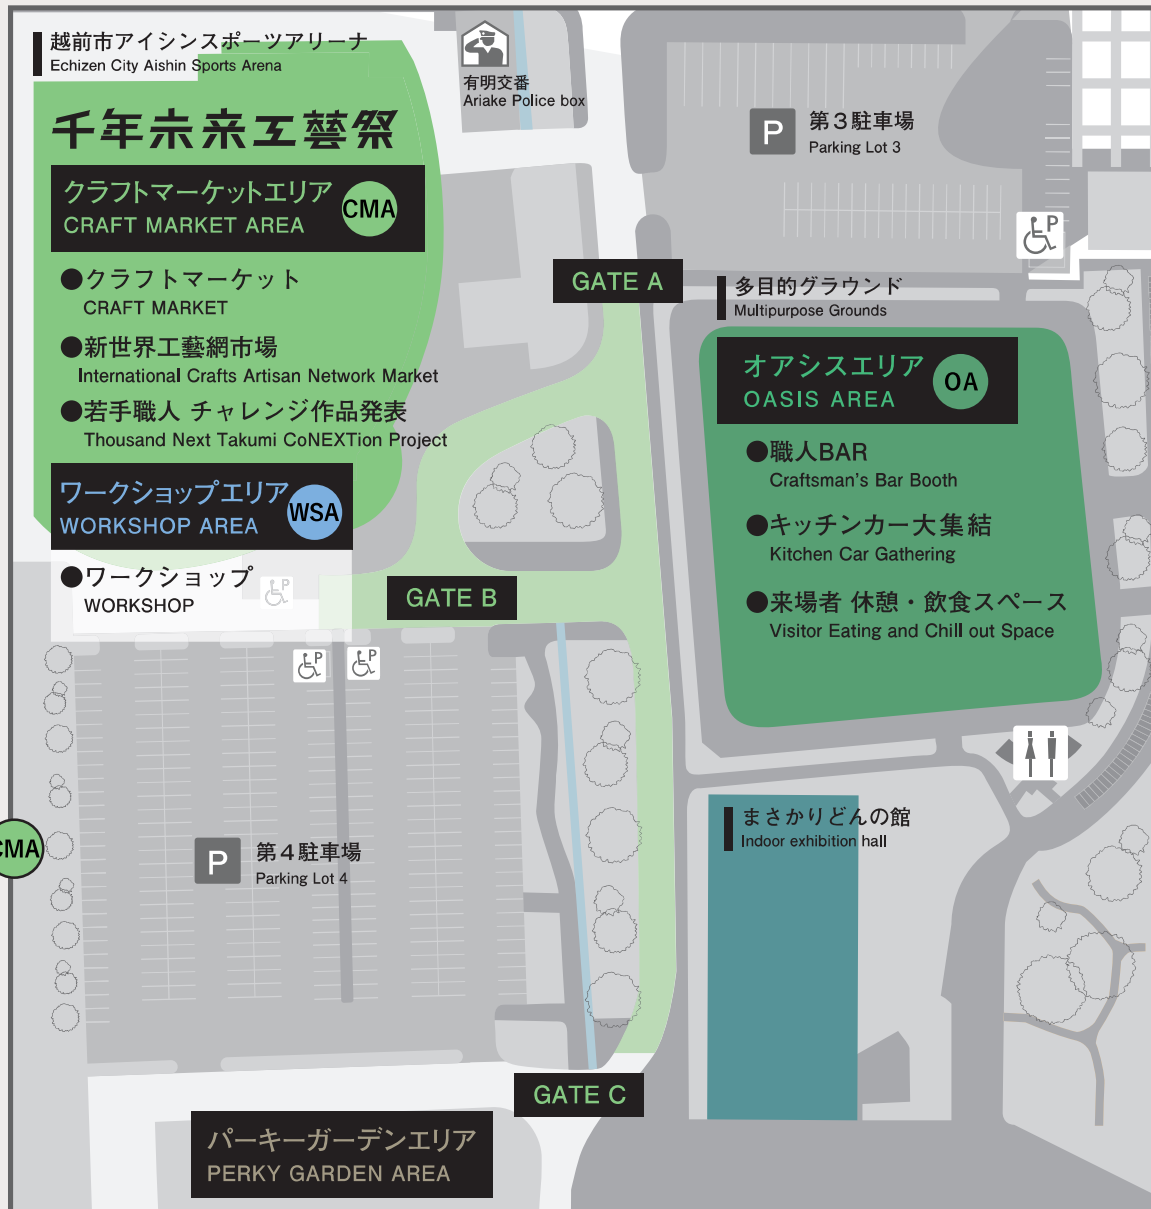 越前市アイシンスポーツアリーナ
Echizen City Aishin Sports Arena
千年未来工藝祭
クラフトマーケットエリア
CRAFT MARKET AREA
CMA
●クラフトマーケット
CRAFT MARKET
●新世界工藝網市場
International Crafts Artisan Network Market
●若手職人 チャレンジ作品発表
Thousand Next Takumi CoNEXTion Project
ワークショップエリア
WORKSHOP AREA
WSA
●ワークショップ
WORKSHOP
P
有明交番
Ariake Police box
P
第3駐車場
Parking Lot 3
P
GATE A
多目的グラウンド
Multipurpose Grounds
オアシスエリア
OASIS AREA
OA
●職人BAR
Craftsman's Bar Booth
●キッチンカー大集結
Kitchen Car Gathering
●来場者 休憩・飲食スペース
Visitor Eating and Chill out Space
GATE B
P
P
まさかりどんの館
Indoor exhibition hall
CMA
P
第4駐車場
Parking Lot 4
GATE C
パーキーガーデンエリア
PERKY GARDEN AREA